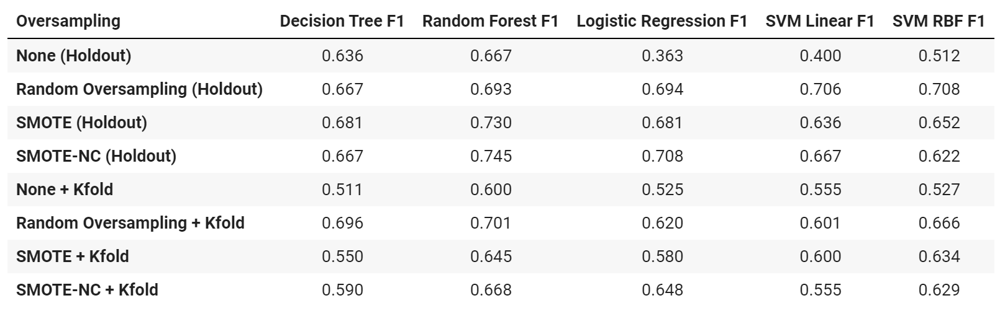 Oversampling Decision Tree F1 Random Forest F1 Logistic Regression F1 SVM Linear F1 SVM RBF F1
None (Holdout) 0.636 0.667 0.363 0.400 0.512
Random Oversampling (Holdout) 0.667 0.693 0.694 0.706 0.708
SMOTE (Holdout) 0.681 0.730 0.681 0.636 0.652
SMOTE-NC (Holdout) 0.667 0.745 0.708 0.667 0.622
None + Kfold 0.511 0.600 0.525 0.555 0.527
Random Oversampling + Kfold 0.696 0.701 0.620 0.601 0.666
SMOTE + Kfold 0.550 0.645 0.580 0.600 0.634
SMOTE-NC + Kfold 0.590 0.668 0.648 0.555 0.629